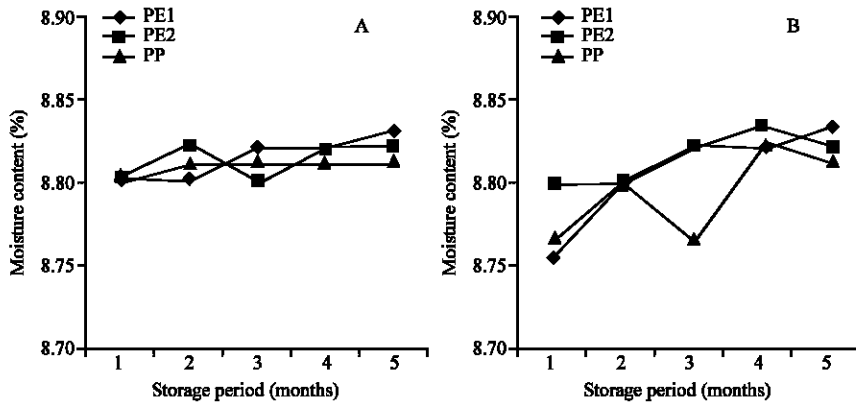 8.90
8.85
8.80
8.75
8.70
Moisture content (%)
PE1
PE2
PP
A
1 2 3 4 5
Storage period (months)
8.90
8.85
8.80
8.75
8.70
Moisture content (%)
PE1
PE2
PP
B
1 2 3 4 5
Storage period (months)